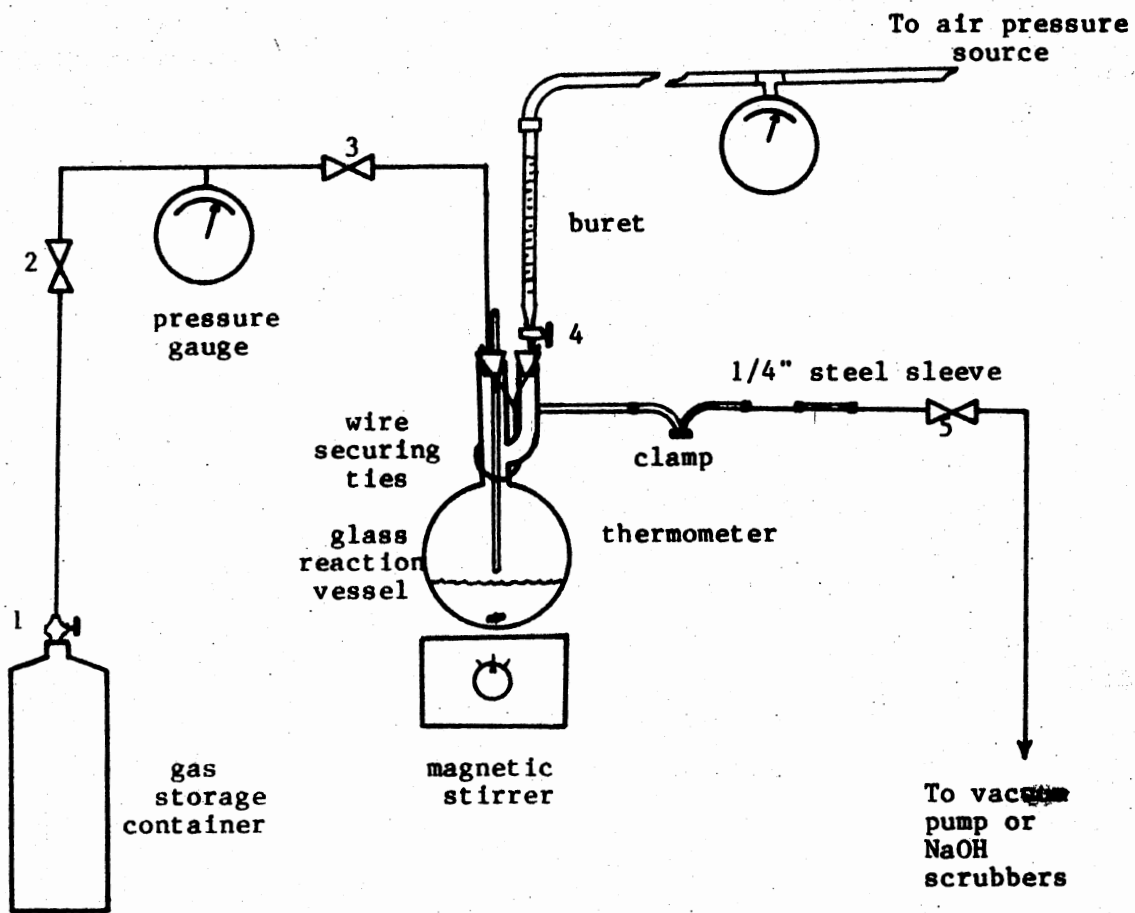 To air pressure
source
3
buret
2
pressure
gauge
4
1/4" steel sleeve
wire
securing
ties
clamp
5
glass
reaction
vessel
thermometer
1
gas
storage
container
magnetic
stirrer
To vacuum
pump or
NaOH
scrubbers